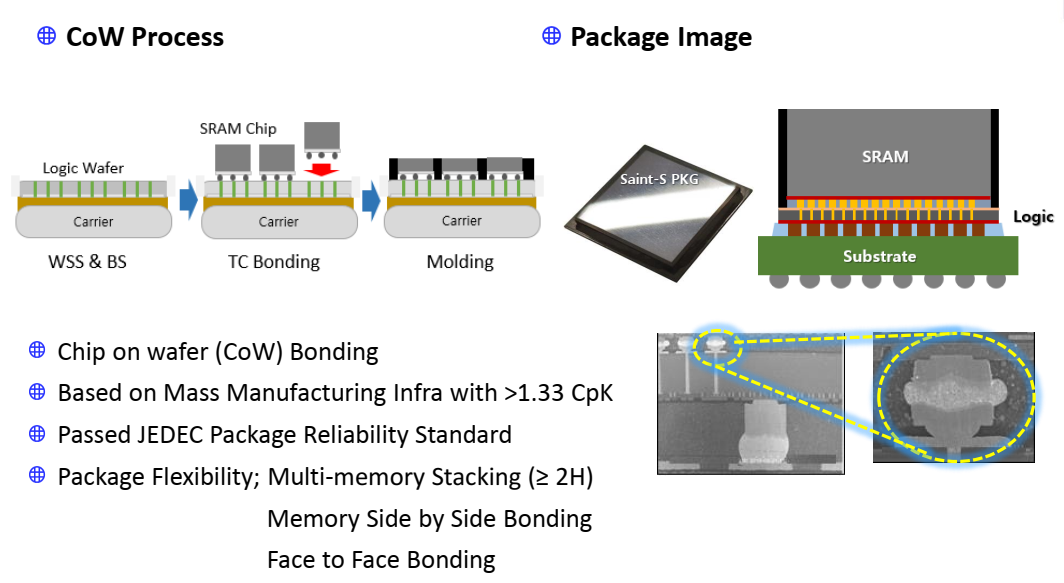 CoW Process
Package Image
SRAM Chip
Logic Wafer
Carrier
Carrier
Carrier
WSS & BS
TC Bonding
Molding
Saint-S PKG
SRAM
Logic
Substrate
Chip on wafer (CoW) Bonding
Based on Mass Manufacturing Infra with >1.33 CpK
Passed JEDEC Package Reliability Standard
Package Flexibility; Multi-memory Stacking (≥ 2H)
Memory Side by Side Bonding
Face to Face Bonding